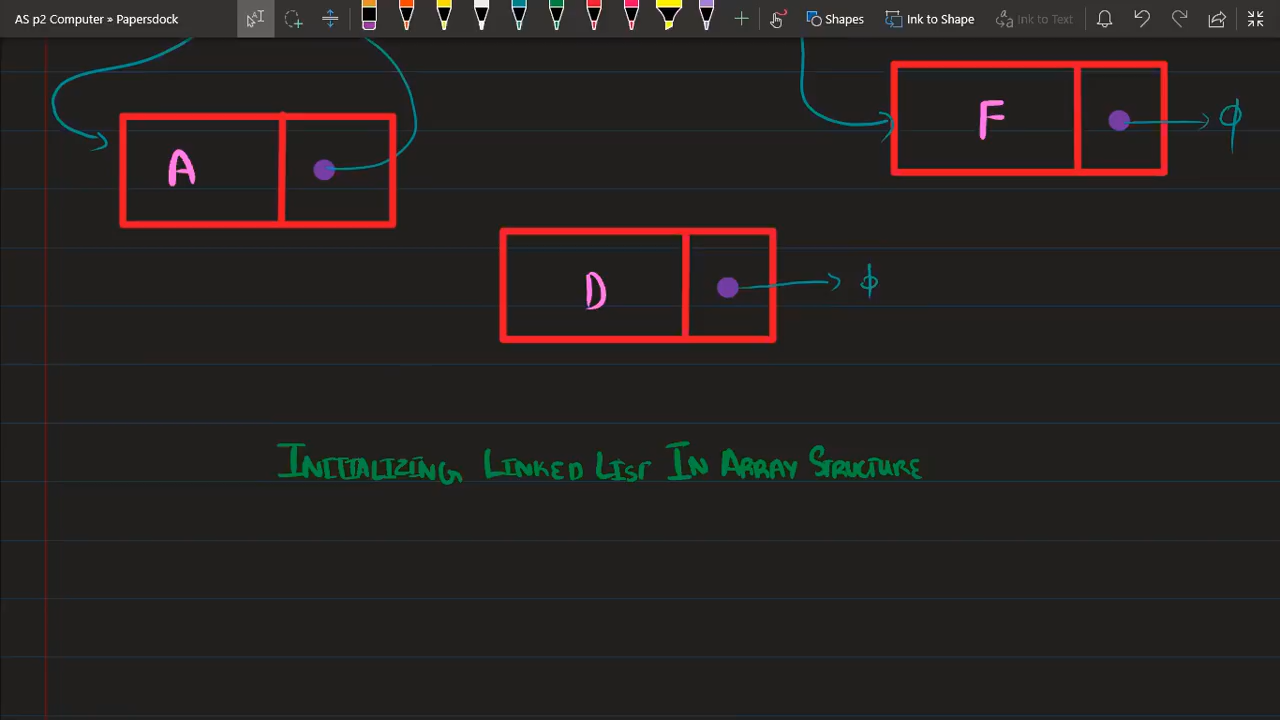 AS p2 Computer » Papersdock
Shapes
Ink to Shape
Ink to Text
A
F
ϕ
D
ϕ
INITIALIZING LINKED LIST IN ARRAY STRUCTURE